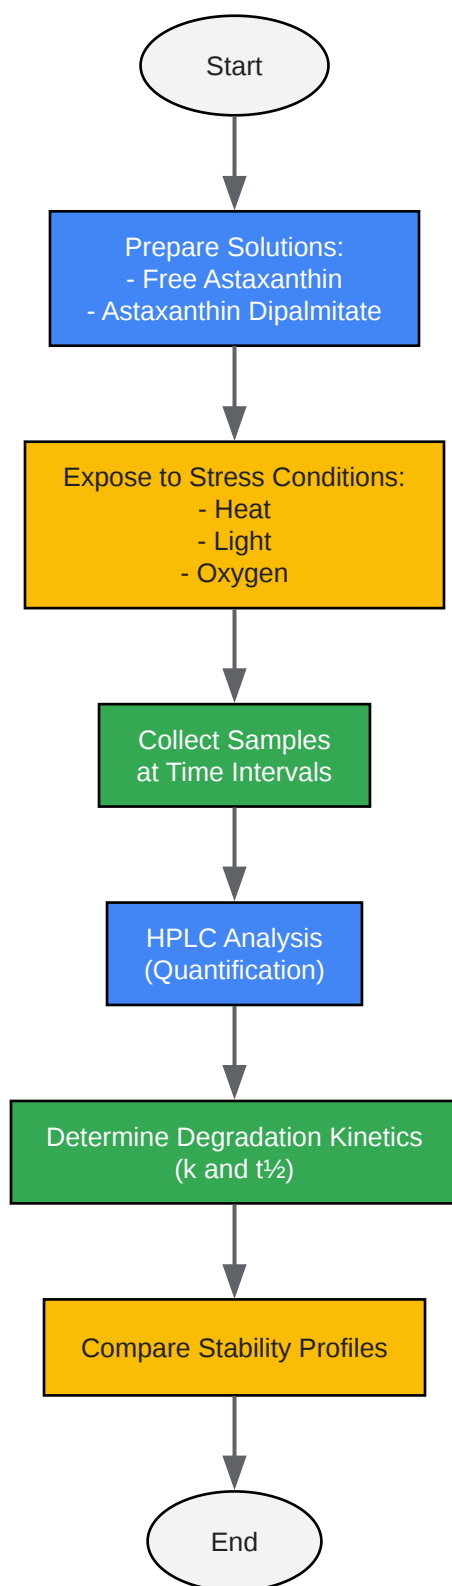 Start
Prepare Solutions:
- Free Astaxanthin
- Astaxanthin Dipalmitate
Expose to Stress Conditions:
- Heat
- Light
- Oxygen
Collect Samples
at Time Intervals
HPLC Analysis
(Quantification)
Determine Degradation Kinetics
(k and t½)
Compare Stability Profiles
End